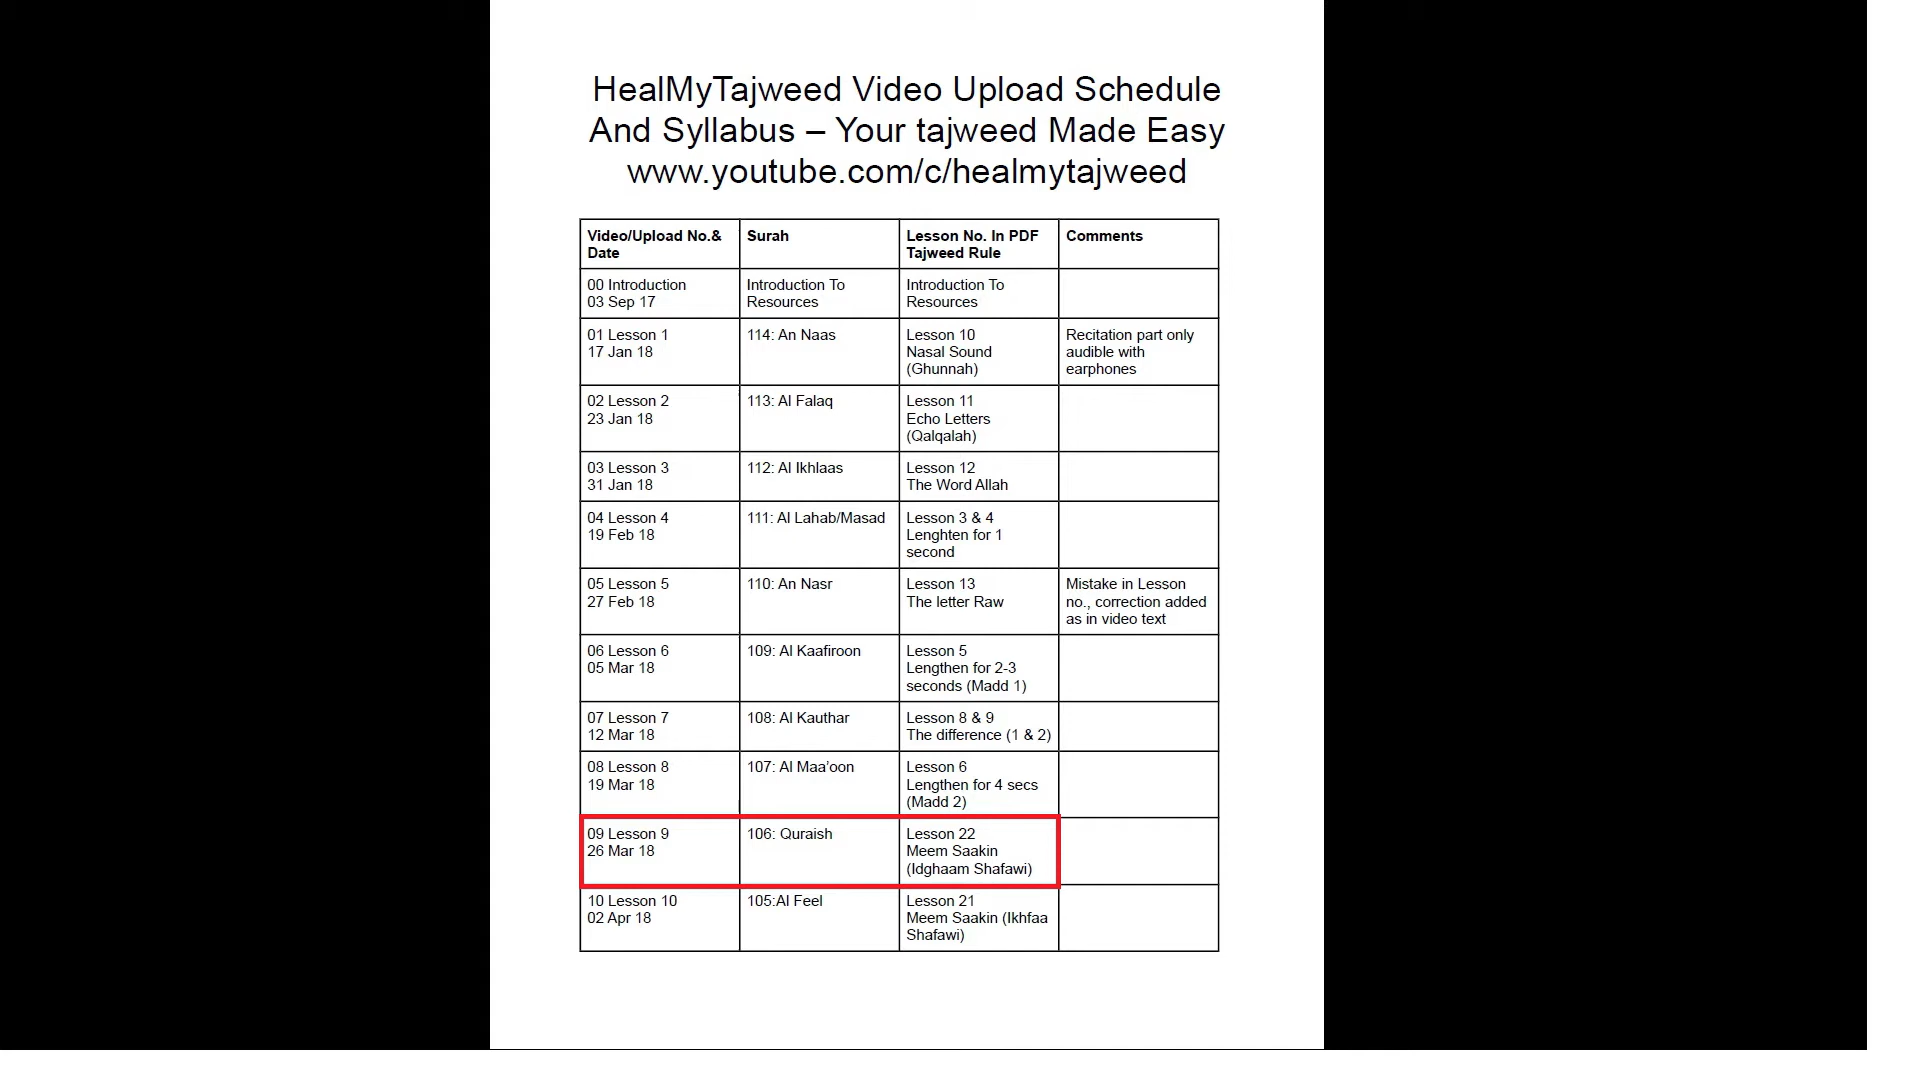 HealMyTajweed Video Upload Schedule
And Syllabus – Your tajweed Made Easy
www.youtube.com/c/healmytajweed
Video/Upload No.&
Date
Surah
Lesson No. In PDF
Tajweed Rule
Comments
00 Introduction
03 Sep 17
Introduction To
Resources
Introduction To
Resources
01 Lesson 1
17 Jan 18
114: An Naas
Lesson 10
Nasal Sound
(Ghunnah)
Recitation part only
audible with
earphones
02 Lesson 2
23 Jan 18
113: Al Falaq
Lesson 11
Echo Letters
(Qalqalah)
03 Lesson 3
31 Jan 18
112: Al Ikhlaas
Lesson 12
The Word Allah
04 Lesson 4
19 Feb 18
111: Al Lahab/Masad
Lesson 3 & 4
Lenghten for 1
second
05 Lesson 5
27 Feb 18
110: An Nasr
Lesson 13
The letter Raw
Mistake in Lesson
no., correction added
as in video text
06 Lesson 6
05 Mar 18
109: Al Kaafiroon
Lesson 5
Lengthen for 2-3
seconds (Madd 1)
07 Lesson 7
12 Mar 18
108: Al Kauthar
Lesson 8 & 9
The difference (1 & 2)
08 Lesson 8
19 Mar 18
107: Al Maa’oon
Lesson 6
Lengthen for 4 secs
(Madd 2)
09 Lesson 9
26 Mar 18
106: Quraish
Lesson 22
Meem Saakin
(Idghaam Shafawi)
10 Lesson 10
02 Apr 18
105:Al Feel
Lesson 21
Meem Saakin (Ikhfaa
Shafawi)